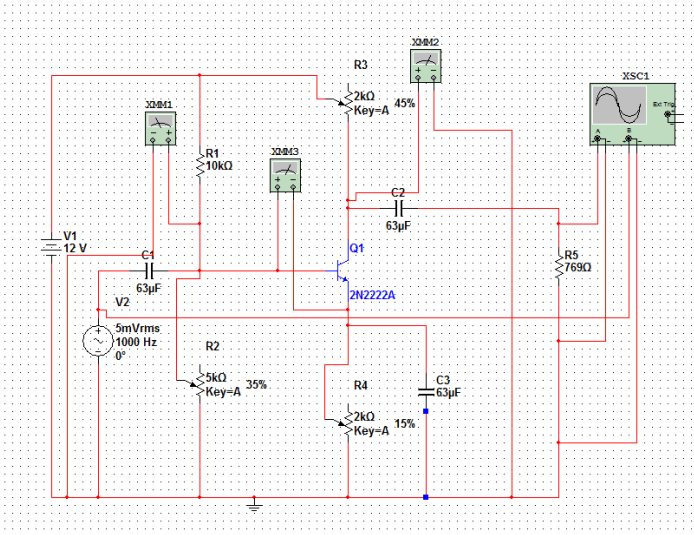 XMM2
R3
XSC1
2kΩ
Key=A
45%
XMM1
Ext Trig
+
-
A
B
+ -
- +
R1
10kΩ
XMM3
+ -
C2
63µF
V1
12 V
C1
63µF
Q1
2N2222A
R5
769Ω
V2
5mVrms
1000 Hz
0°
R2
5kΩ
Key=A
35%
R4
2kΩ
Key=A
15%
C3
63µF